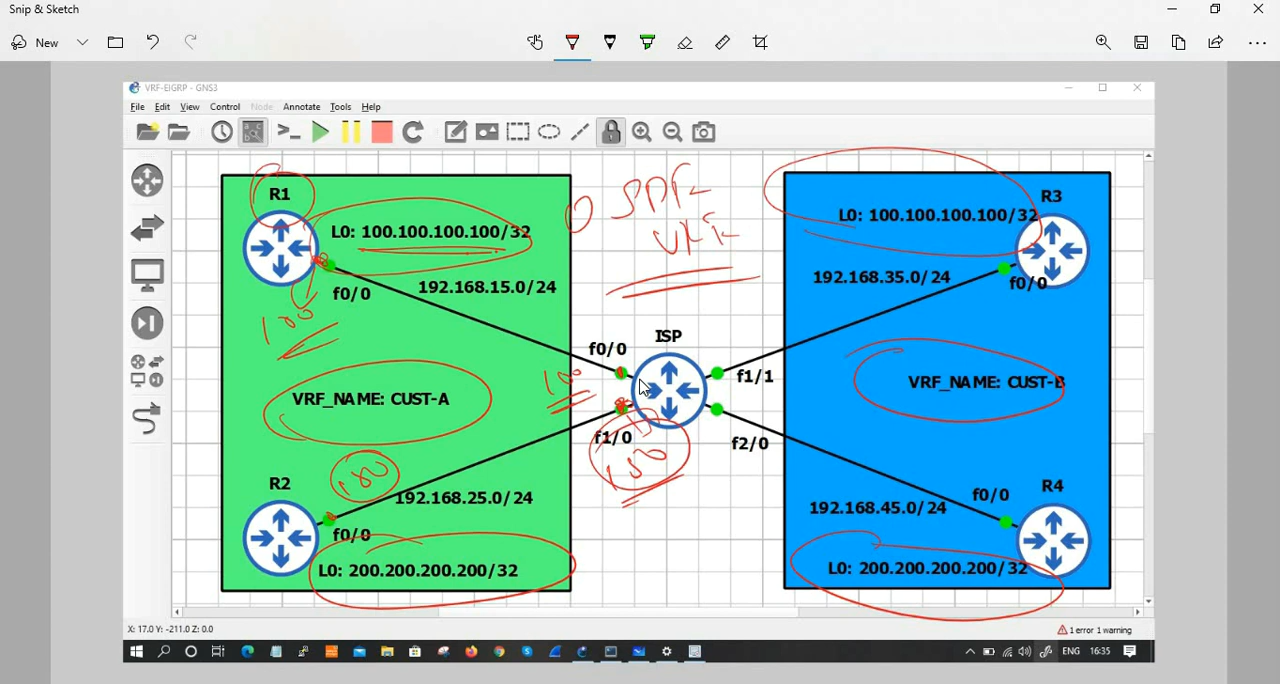 Snip & Sketch
New
VRF-EIGRP - GNS3
File Edit View Control Node Annotate Tools Help
R1
L0: 100.100.100.100/32
f0/0
192.168.15.0/24
100
VRF_NAME: CUST-A
R2
180
192.168.25.0/24
f0/0
L0: 200.200.200.200/32
ISP
f0/0
f1/1
100
f1/0
f2/0
150
R3
L0: 100.100.100.100/32
192.168.35.0/24
f0/0
VRF_NAME: CUST-B
R4
f0/0
192.168.45.0/24
L0: 200.200.200.200/32
X: 17.0 Y: -211.0 Z: 0.0
1 error 1 warning
ENG 16:35